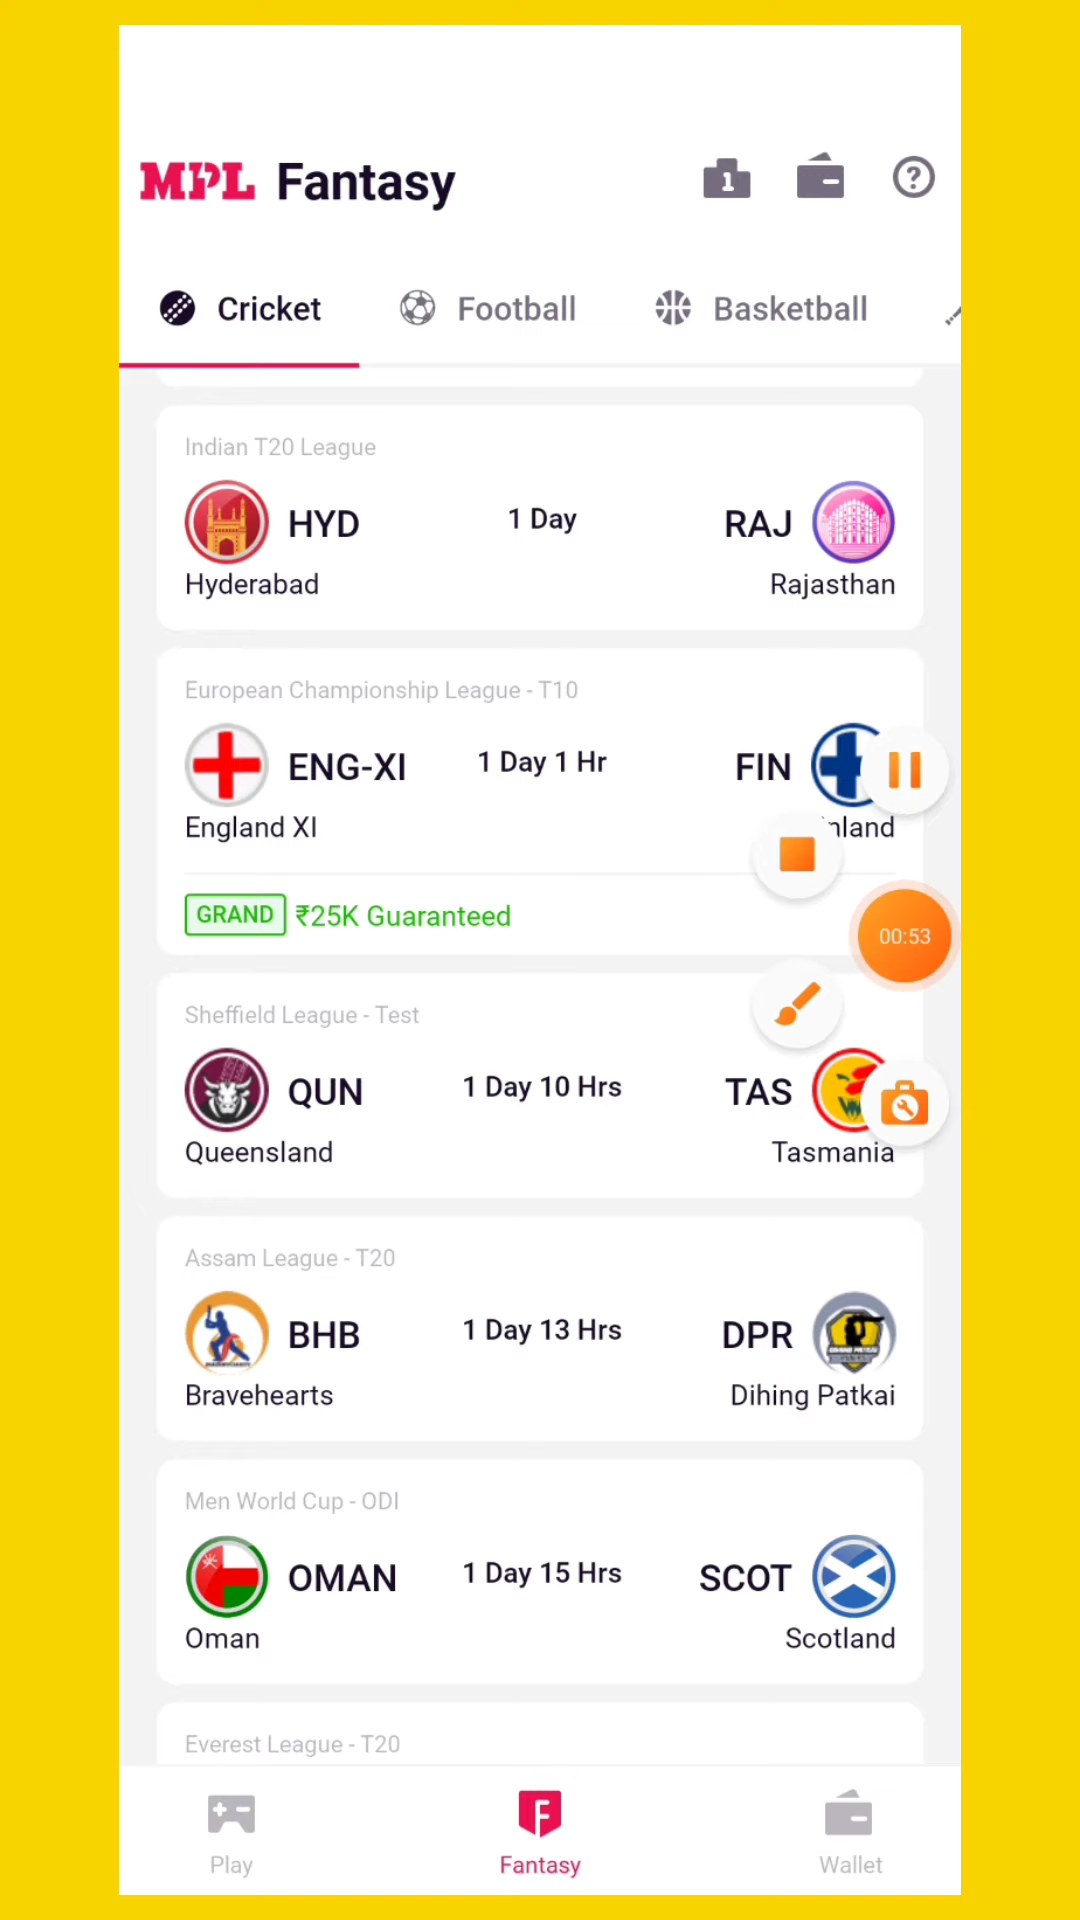 MPL Fantasy
1
?
Cricket Football Basketball
Indian T20 League
HYD 1 Day RAJ
Hyderabad Rajasthan
European Championship League - T10
ENG-XI 1 Day 1 Hr FIN
England XI nland
GRAND ₹25K Guaranteed
00:53
Sheffield League - Test
QUN 1 Day 10 Hrs TAS
Queensland Tasmania
Assam League - T20
BHB 1 Day 13 Hrs DPR
Bravehearts Dihing Patkai
Men World Cup - ODI
OMAN 1 Day 15 Hrs SCOT
Oman Scotland
Everest League - T20
F
Play Fantasy Wallet